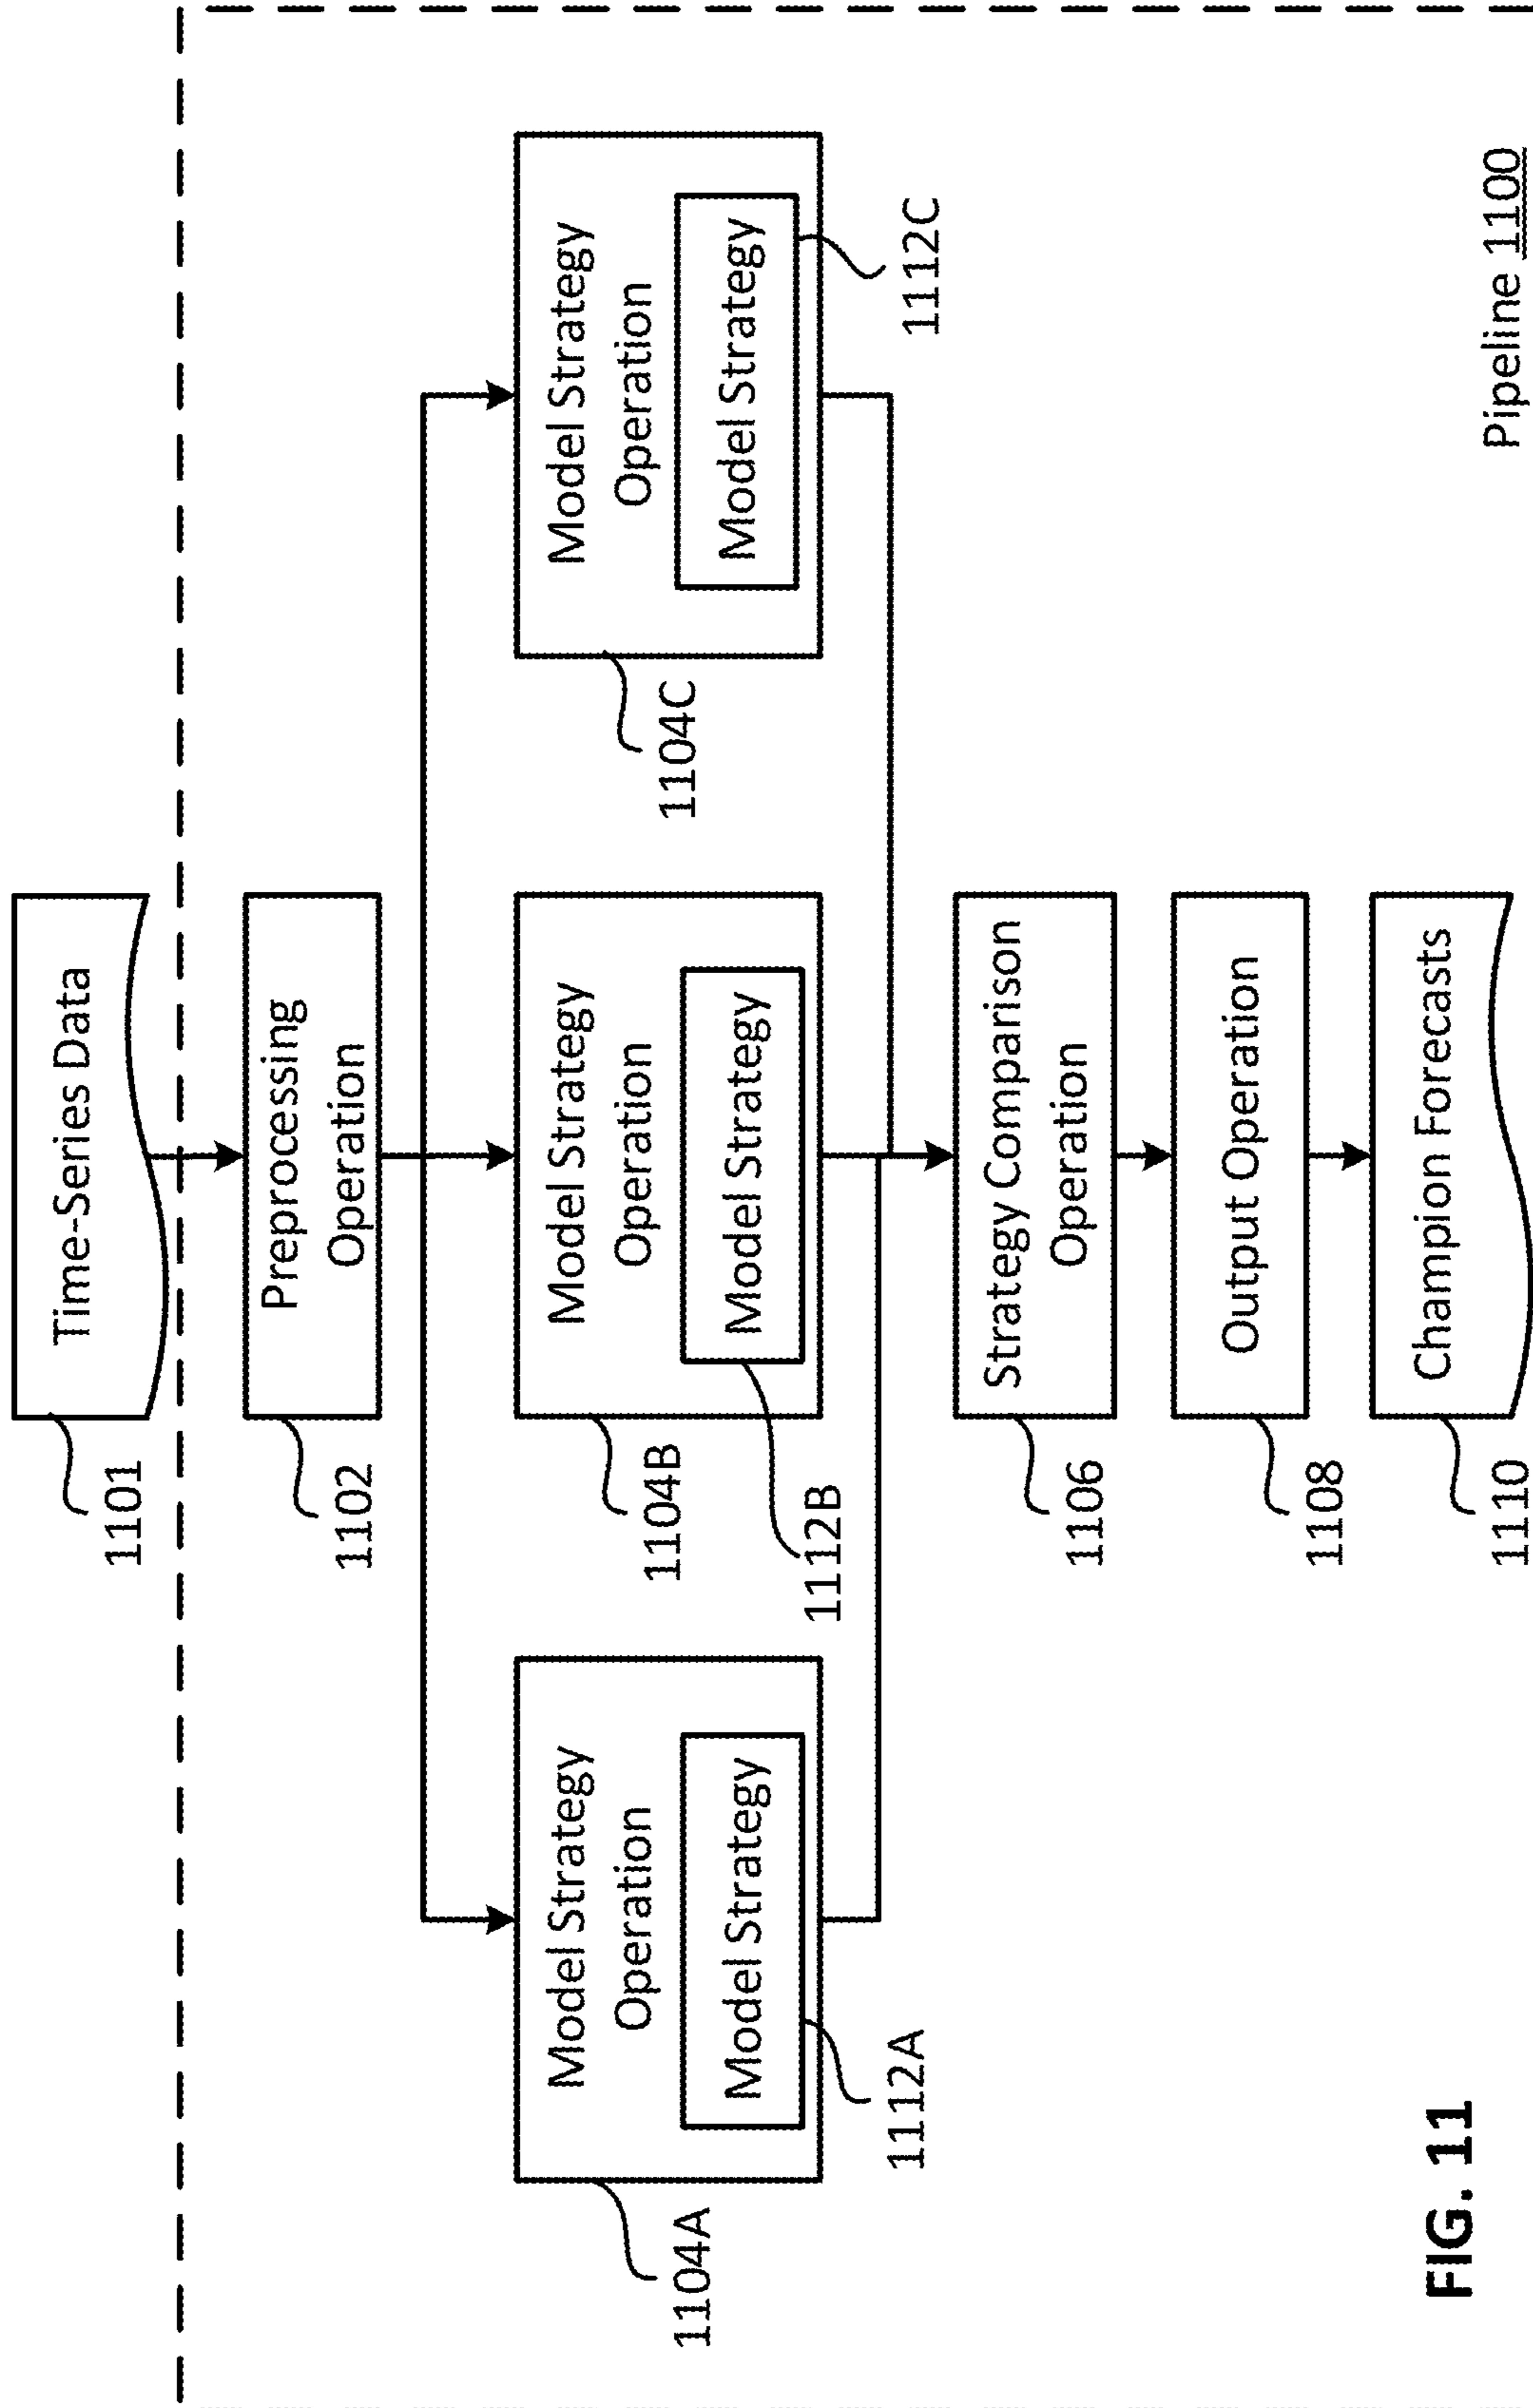 Time-Series Data
1101
Preprocessing
Operation
1102
Model Strategy
Operation
Model Strategy
1104A
1112A
Model Strategy
Operation
Model Strategy
1104B
1112B
Model Strategy
Operation
Model Strategy
1104C
1112C
Strategy Comparison
Operation
1106
Output Operation
1108
Champion Forecasts
1110
Pipeline 1100
FIG. 11